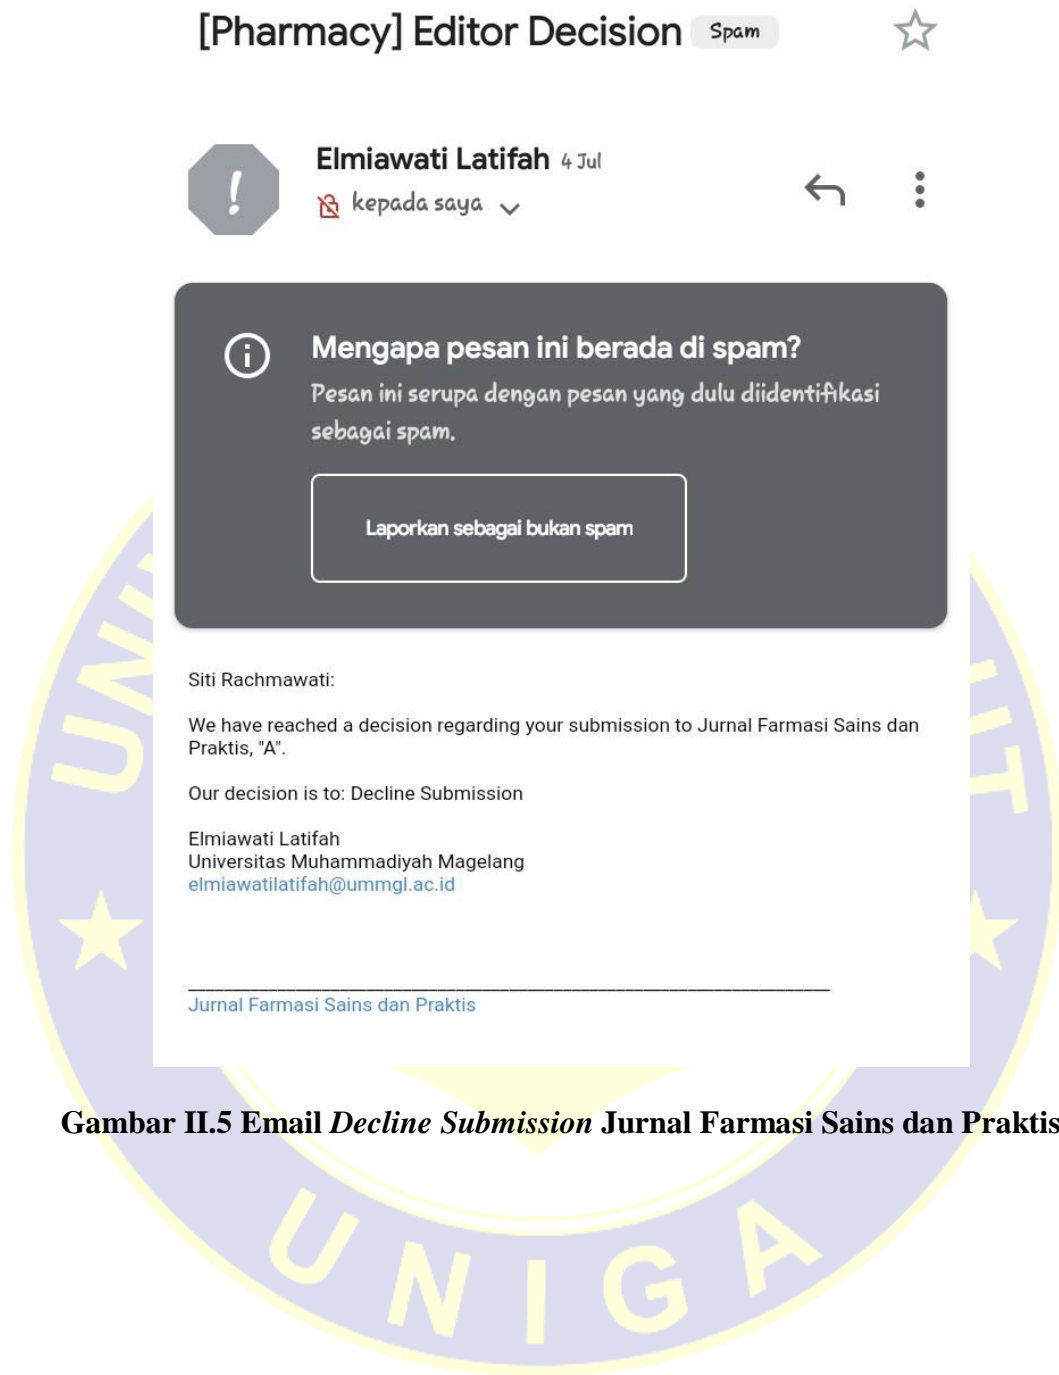 [Pharmacy] Editor Decision Spam
Elmiawati Latifah 4 Jul
kepada saya
Mengapa pesan ini berada di spam?
Pesan ini serupa dengan pesan yang dulu diidentifikasi
sebagai spam.
Laporkan sebagai bukan spam
Siti Rachmawati:
We have reached a decision regarding your submission to Jurnal Farmasi Sains dan
Praktis, "A".
Our decision is to: Decline Submission
Elmiawati Latifah
Universitas Muhammadiyah Magelang
elmiawatilatifah@ummgl.ac.id
Jurnal Farmasi Sains dan Praktis
Gambar II.5 Email Decline Submission Jurnal Farmasi Sains dan Praktis
UNIGA